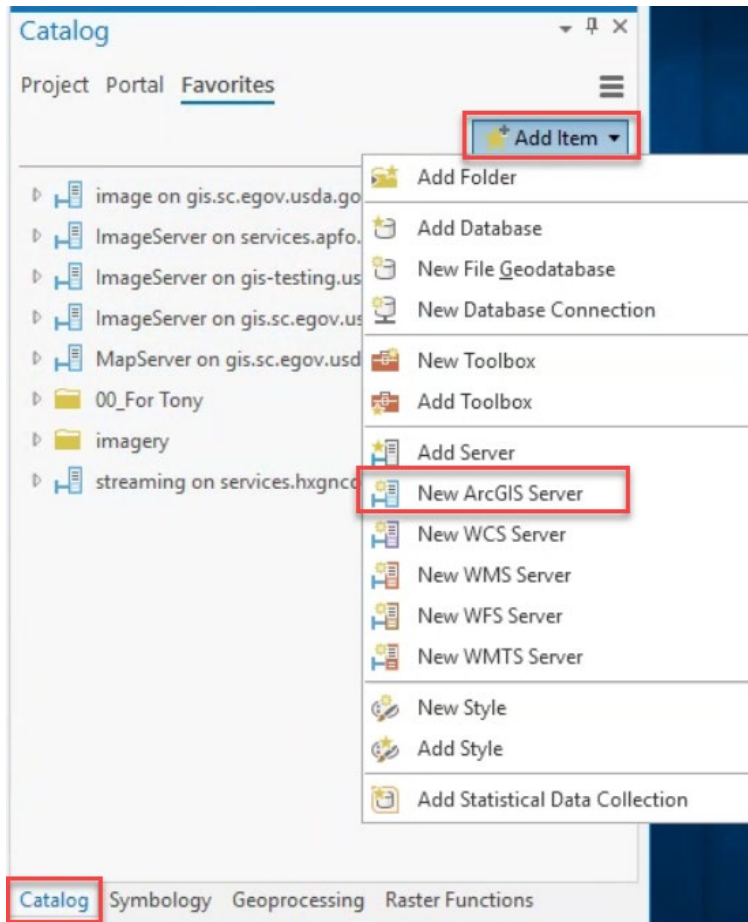 Catalog
Project Portal Favorites
Add Item
image on gis.sc.egov.usda.go
ImageServer on services.apfo.
ImageServer on gis-testing.us
ImageServer on gis.sc.egov.us
MapServer on gis.sc.egov.usd
00_For Tony
imagery
streaming on services.hxgncc
Add Folder
Add Database
New File Geodatabase
New Database Connection
New Toolbox
Add Toolbox
Add Server
New ArcGIS Server
New WCS Server
New WMS Server
New WFS Server
New WMTS Server
New Style
Add Style
Add Statistical Data Collection
Catalog Symbology Geoprocessing Raster Functions